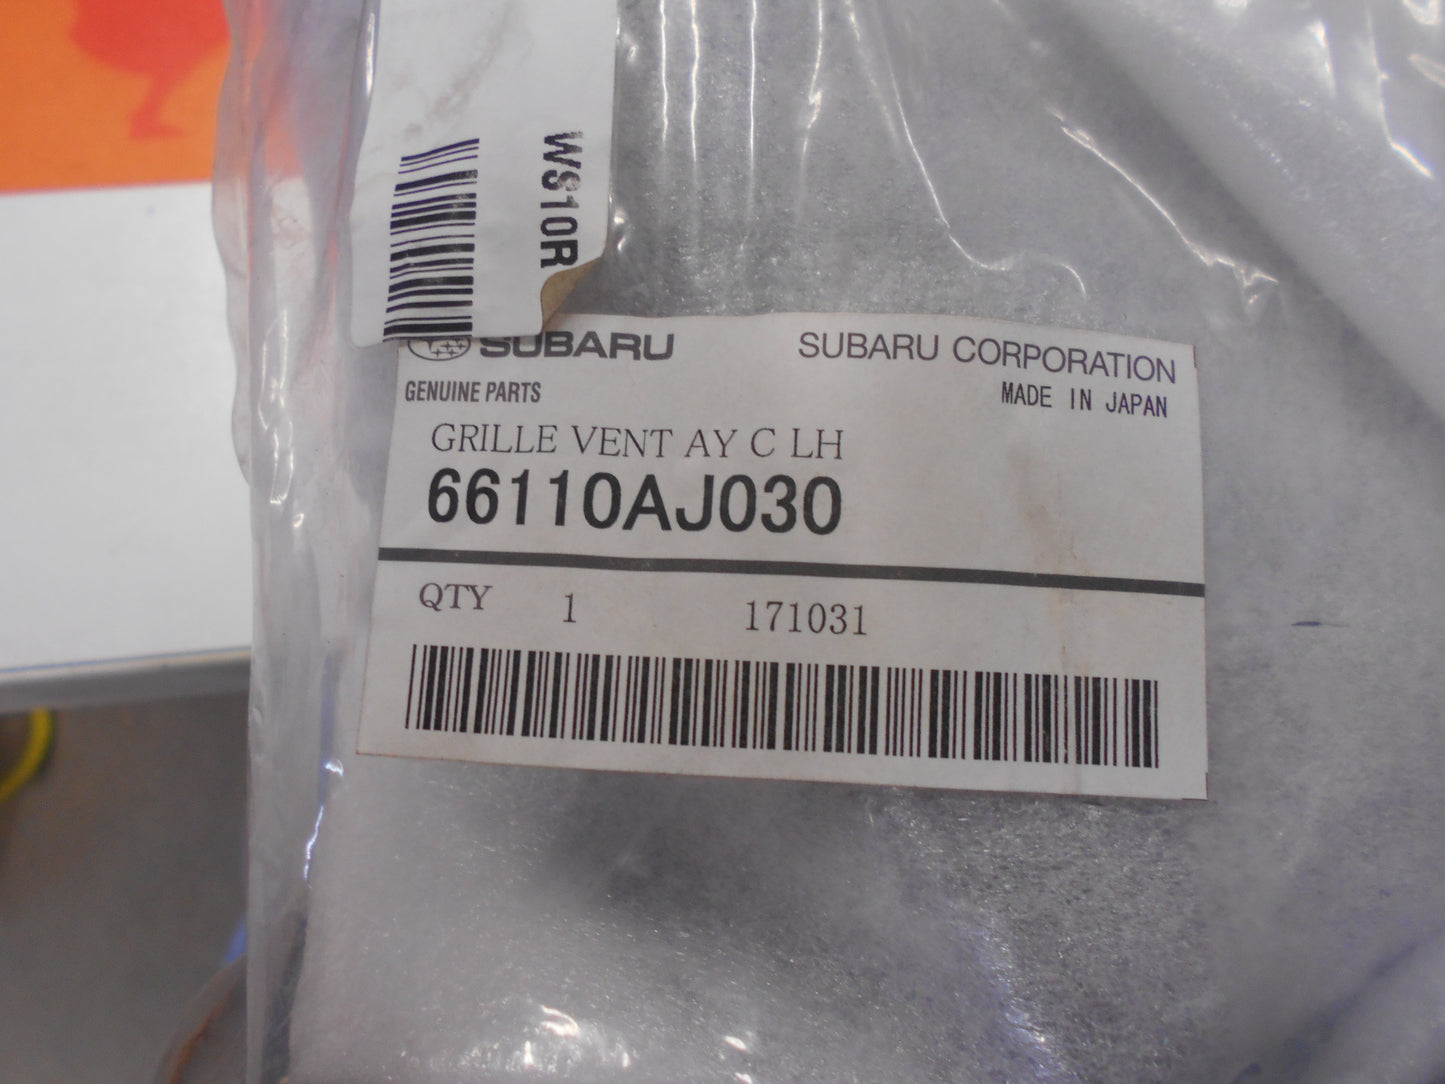 WS10R
SUBARU
SUBARU CORPORATION
GENUINE PARTS
MADE IN JAPAN
GRILLE VENT AY C LH
66110AJ030
QTY 1 171031